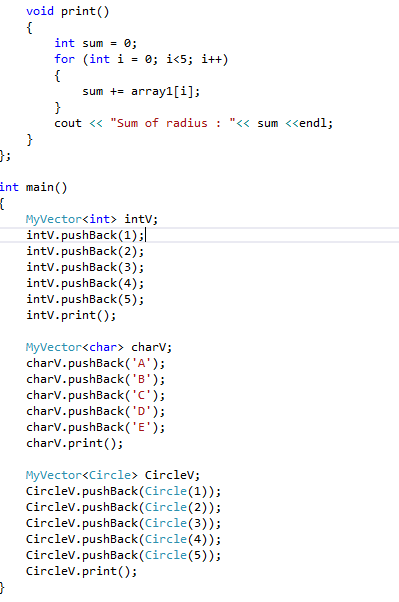 void print()
{
int sum = 0;
for (int i = 0; i<5; i++)
{
sum += array1[i];
}
cout << "Sum of radius : "<< sum <<endl;
}
};
int main()
{
MyVector<int> intV;
intV.pushBack(1);
intV.pushBack(2);
intV.pushBack(3);
intV.pushBack(4);
intV.pushBack(5);
intV.print();
MyVector<char> charV;
charV.pushBack('A');
charV.pushBack('B');
charV.pushBack('C');
charV.pushBack('D');
charV.pushBack('E');
charV.print();
MyVector<Circle> CircleV;
CircleV.pushBack(Circle(1));
CircleV.pushBack(Circle(2));
CircleV.pushBack(Circle(3));
CircleV.pushBack(Circle(4));
CircleV.pushBack(Circle(5));
CircleV.print();
}